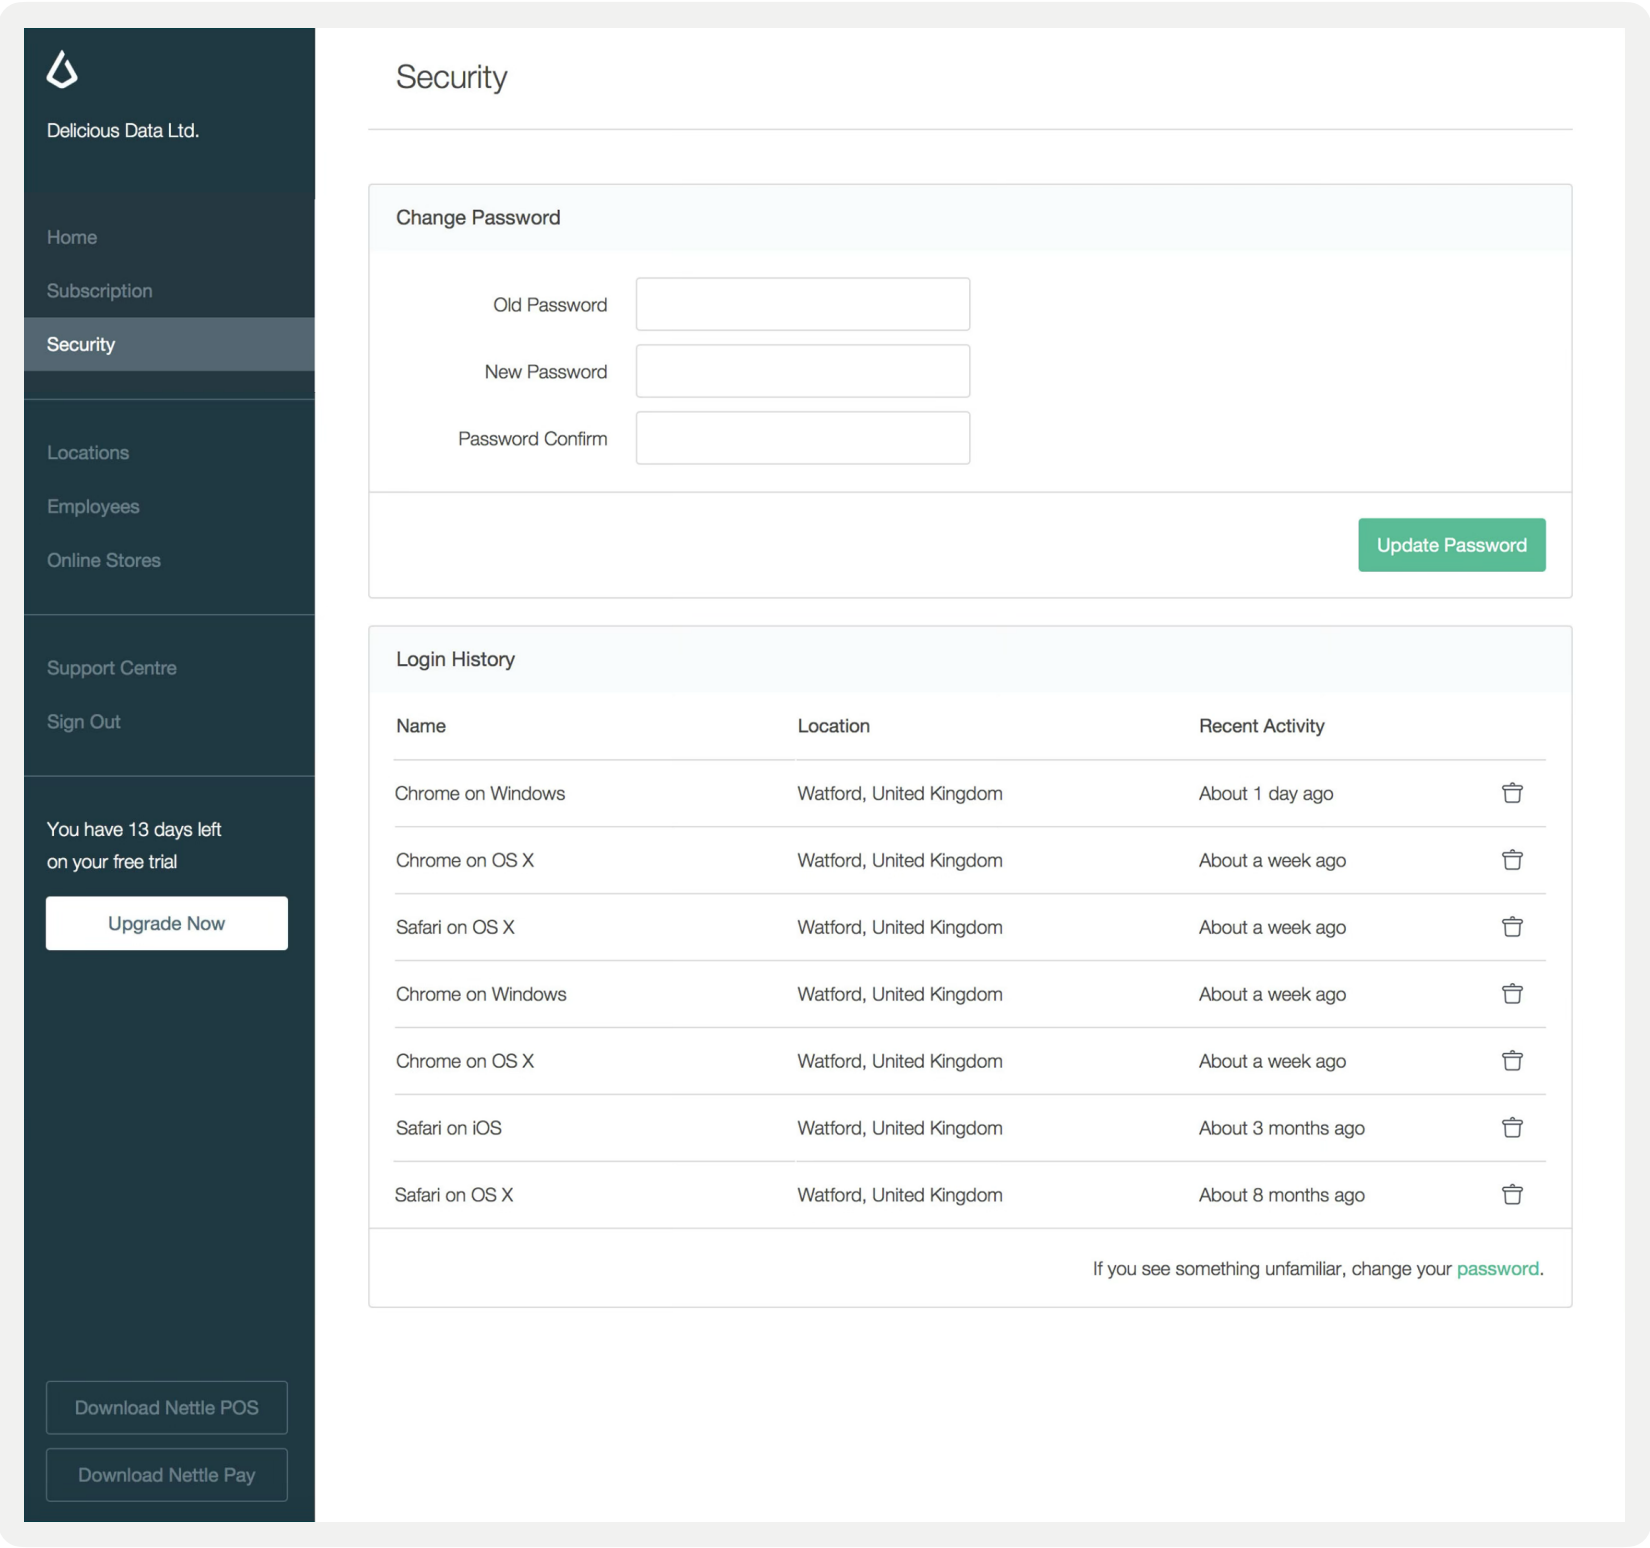 Delicious Data Ltd.
Home
Subscription
Security
Locations
Employees
Online Stores
Support Centre
Sign Out
You have 13 days left
on your free trial
Upgrade Now
Download Nettle POS
Download Nettle Pay
Security
Change Password
Old Password
New Password
Password Confirm
Update Password
Login History
Name Location Recent Activity
Chrome on Windows Watford, United Kingdom About 1 day ago
Chrome on OS X Watford, United Kingdom About a week ago
Safari on OS X Watford, United Kingdom About a week ago
Chrome on Windows Watford, United Kingdom About a week ago
Chrome on OS X Watford, United Kingdom About a week ago
Safari on iOS Watford, United Kingdom About 3 months ago
Safari on OS X Watford, United Kingdom About 8 months ago
If you see something unfamiliar, change your password.